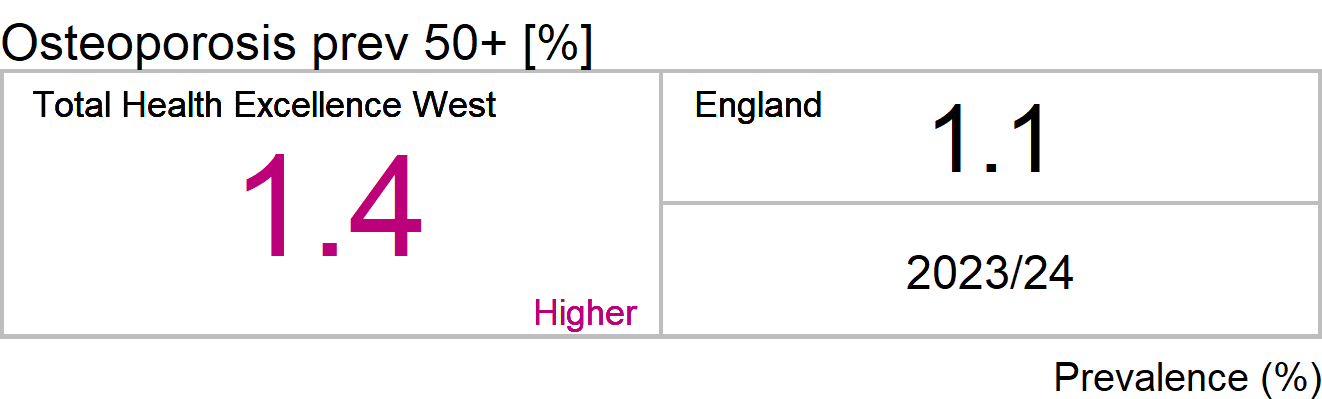 Osteoporosis prev 50+ [%]
Total Health Excellence West
1.4
Higher
England
1.1
2023/24
Prevalence (%)